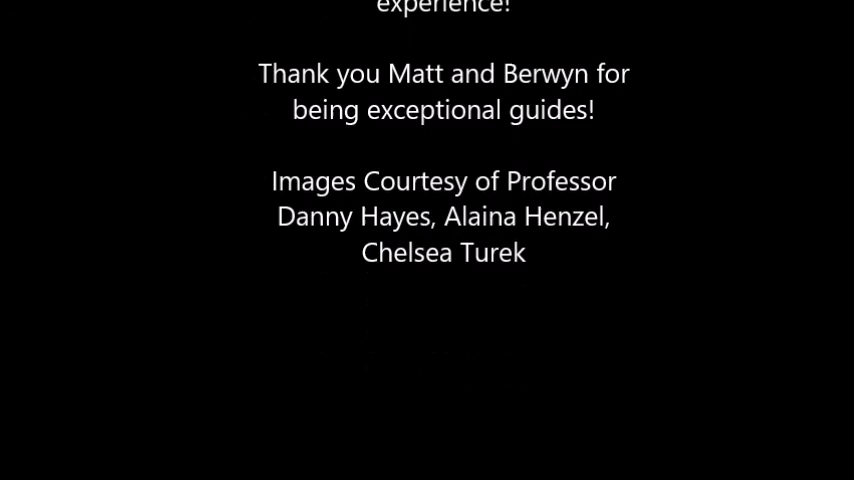 experience!
Thank you Matt and Berwyn for
being exceptional guides!
Images Courtesy of Professor
Danny Hayes, Alaina Henzel,
Chelsea Turek